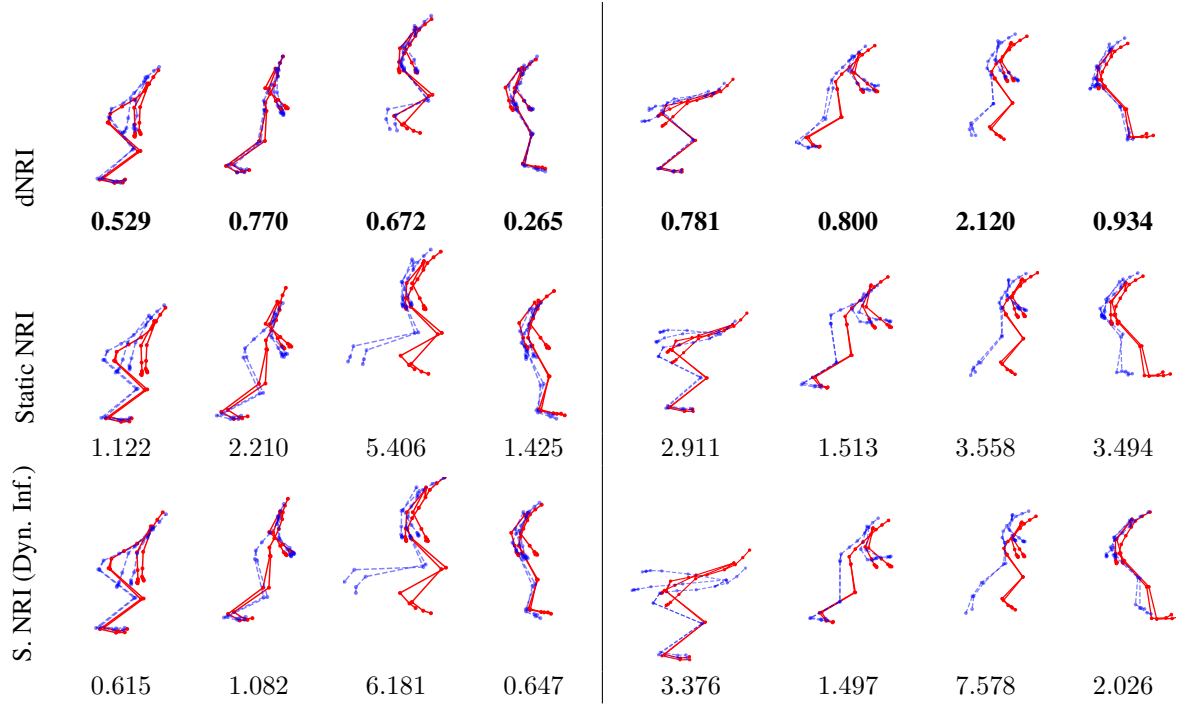 dNRI
0.529 0.770 0.672 0.265 0.781 0.800 2.120 0.934
Static NRI
1.122 2.210 5.406 1.425 2.911 1.513 3.558 3.494
S. NRI (Dyn. Inf.)
0.615 1.082 6.181 0.647 3.376 1.497 7.578 2.026